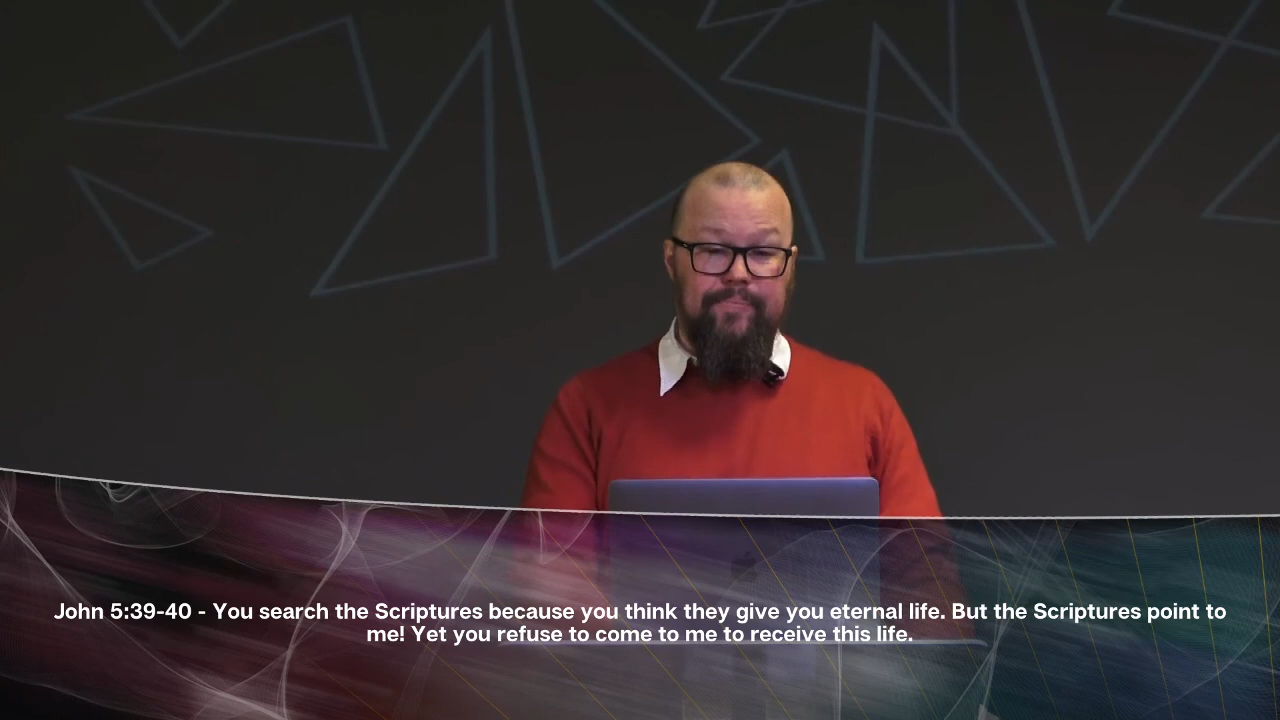 John 5:39-40 - You search the Scriptures because you think they give you eternal life. But the Scriptures point to
me! Yet you refuse to come to me to receive this life.